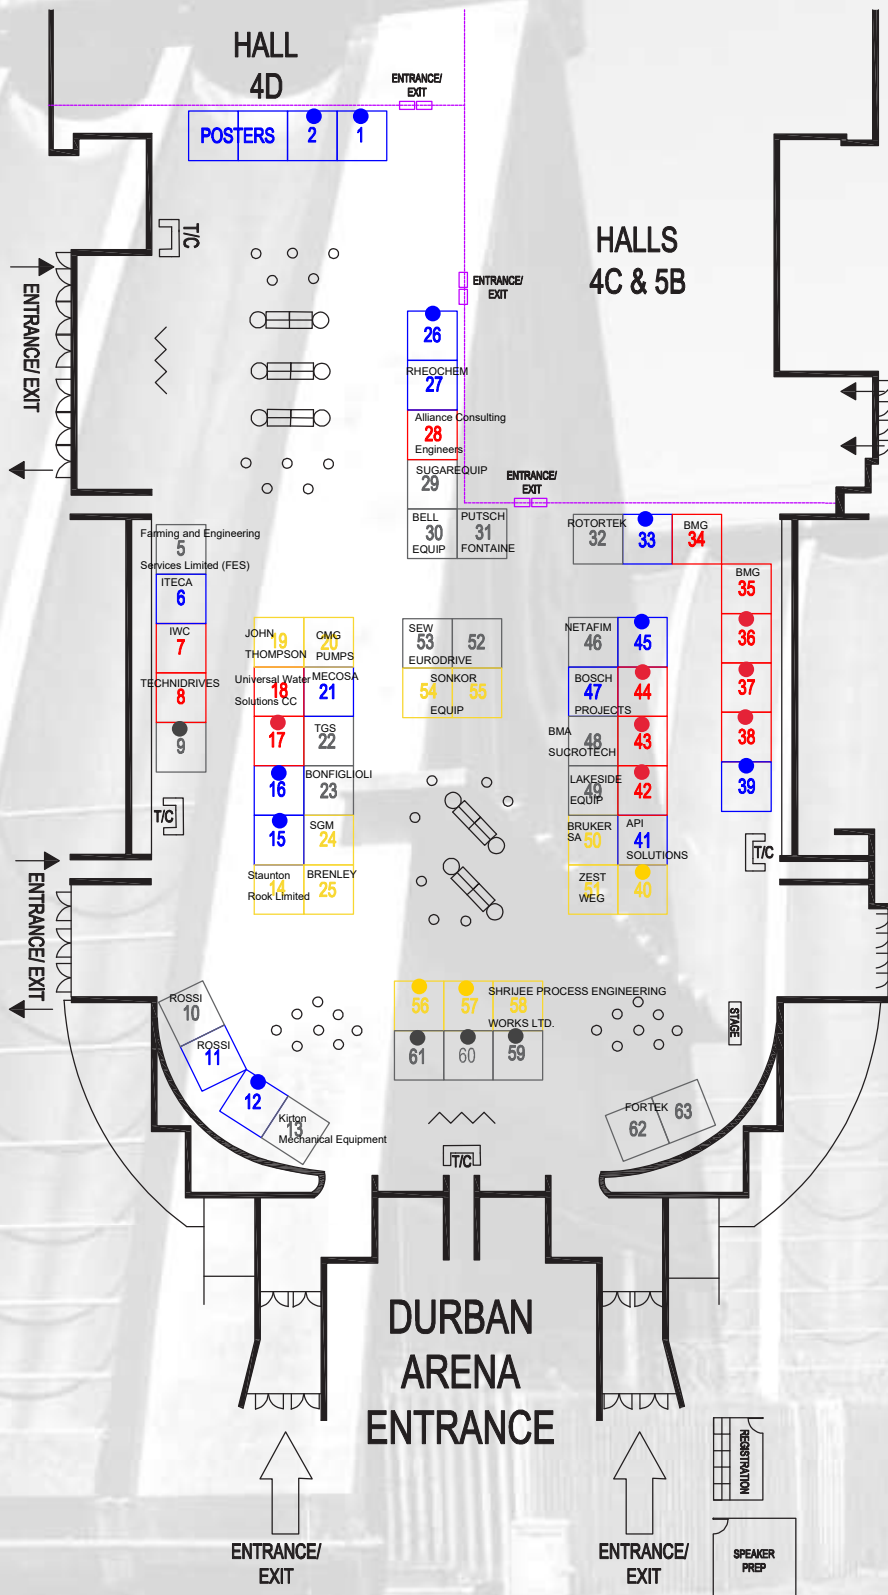 HALL
4D
ENTRANCE/
EXIT
POSTERS
2
1
T/C
HALLS
4C & 5B
ENTRANCE/
EXIT
ENTRANCE/ EXIT
26
RHEOCHEM
27
Alliance Consulting
28
Engineers
SUGAREQUIP
29
ENTRANCE/
EXIT
BELL
30
EQUIP
PUTSCH
31
FONTAINE
ROTORTEK
32
33
BMG
34
Farming and Engineering
5
Services Limited (FES)
ITECA
6
IWC
7
TECHNIDRIVES
8
9
BMG
35
36
37
38
39
JOHN
19
THOMPSON
CMG
20
PUMPS
Universal Water
18
Solutions CC
MECOSA
21
17
TGS
22
16
BONFIGLIOLI
23
15
SGM
24
Staunton
14
Rook Limited
BRENLEY
25
SEW
53
EURODRIVE
52
SONKOR
54
55
EQUIP
NETAFIM
46
45
BOSCH
47
PROJECTS
44
BMA
48
SUCROTECH
43
LAKESIDE
49
EQUIP
42
BRUKER
SA
50
API
41
SOLUTIONS
ZEST
51
WEG
40
T/C
T/C
ENTRANCE/ EXIT
ROSSI
10
ROSSI
11
12
Kirton
13
Mechanical Equipment
56
57
SHRIJEE PROCESS ENGINEERING
58
WORKS LTD.
61
60
59
STAGE
FORTEK
62
63
T/C
DURBAN
ARENA
ENTRANCE
REGISTRATION
ENTRANCE/
EXIT
ENTRANCE/
EXIT
SPEAKER
PREP